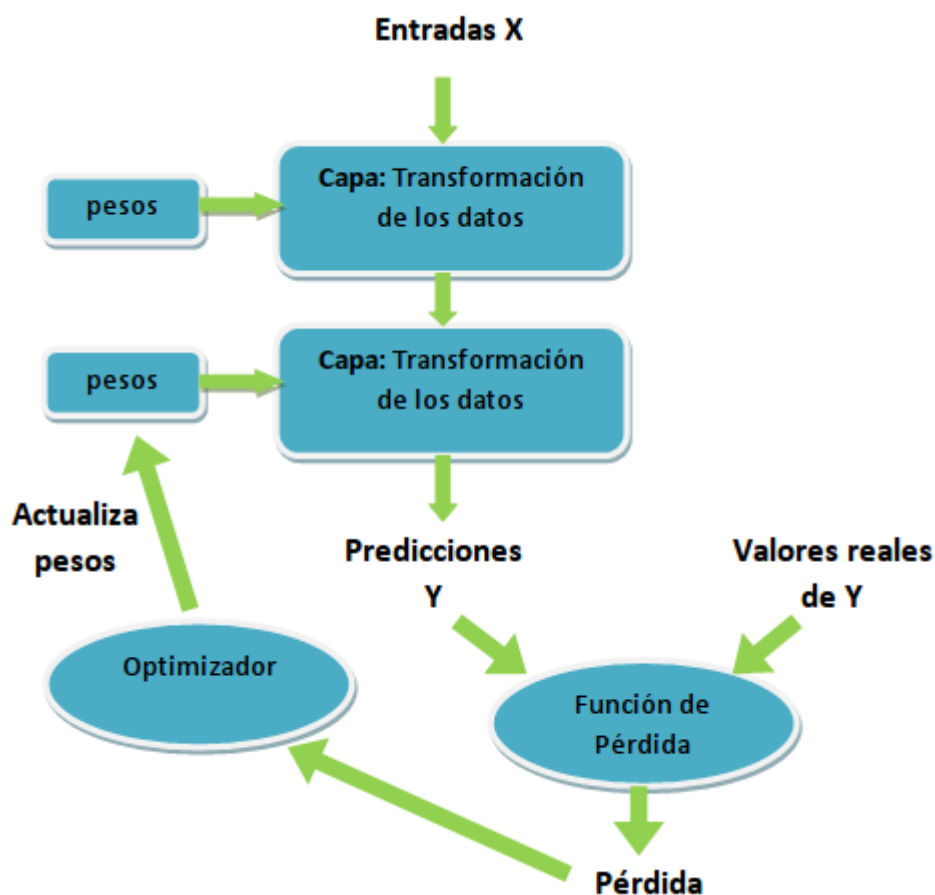 Entradas X
pesos
Capa: Transformación
de los datos
pesos
Capa: Transformación
de los datos
Actualiza
pesos
Predicciones
Y
Valores reales
de Y
Optimizador
Función de
Pérdida
Pérdida